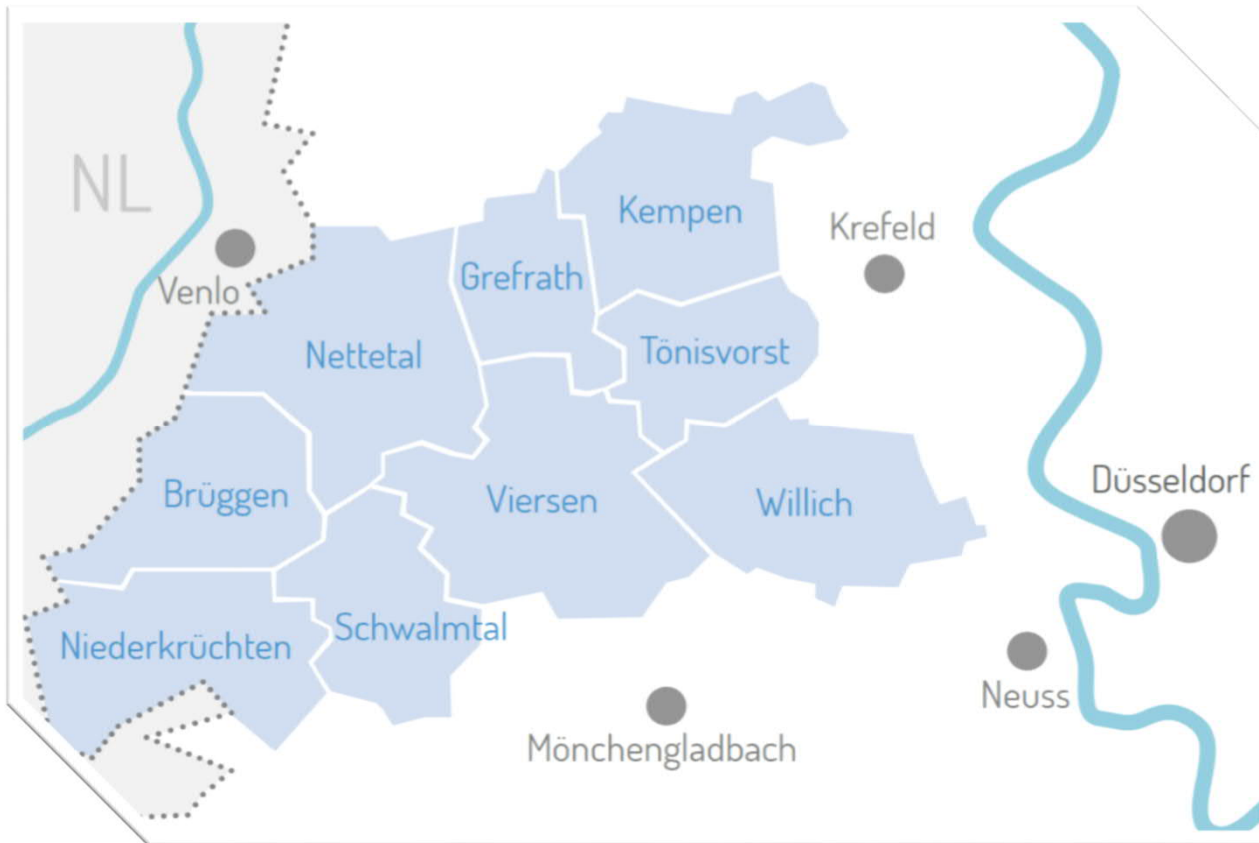 NL
Kempen
Krefeld
Grefrath
Venlo
Nettetal
Tönisvorst
Düsseldorf
Brüggen
Viersen
Willich
Schwalmtal
Niederkrüchten
Neuss
Mönchengladbach